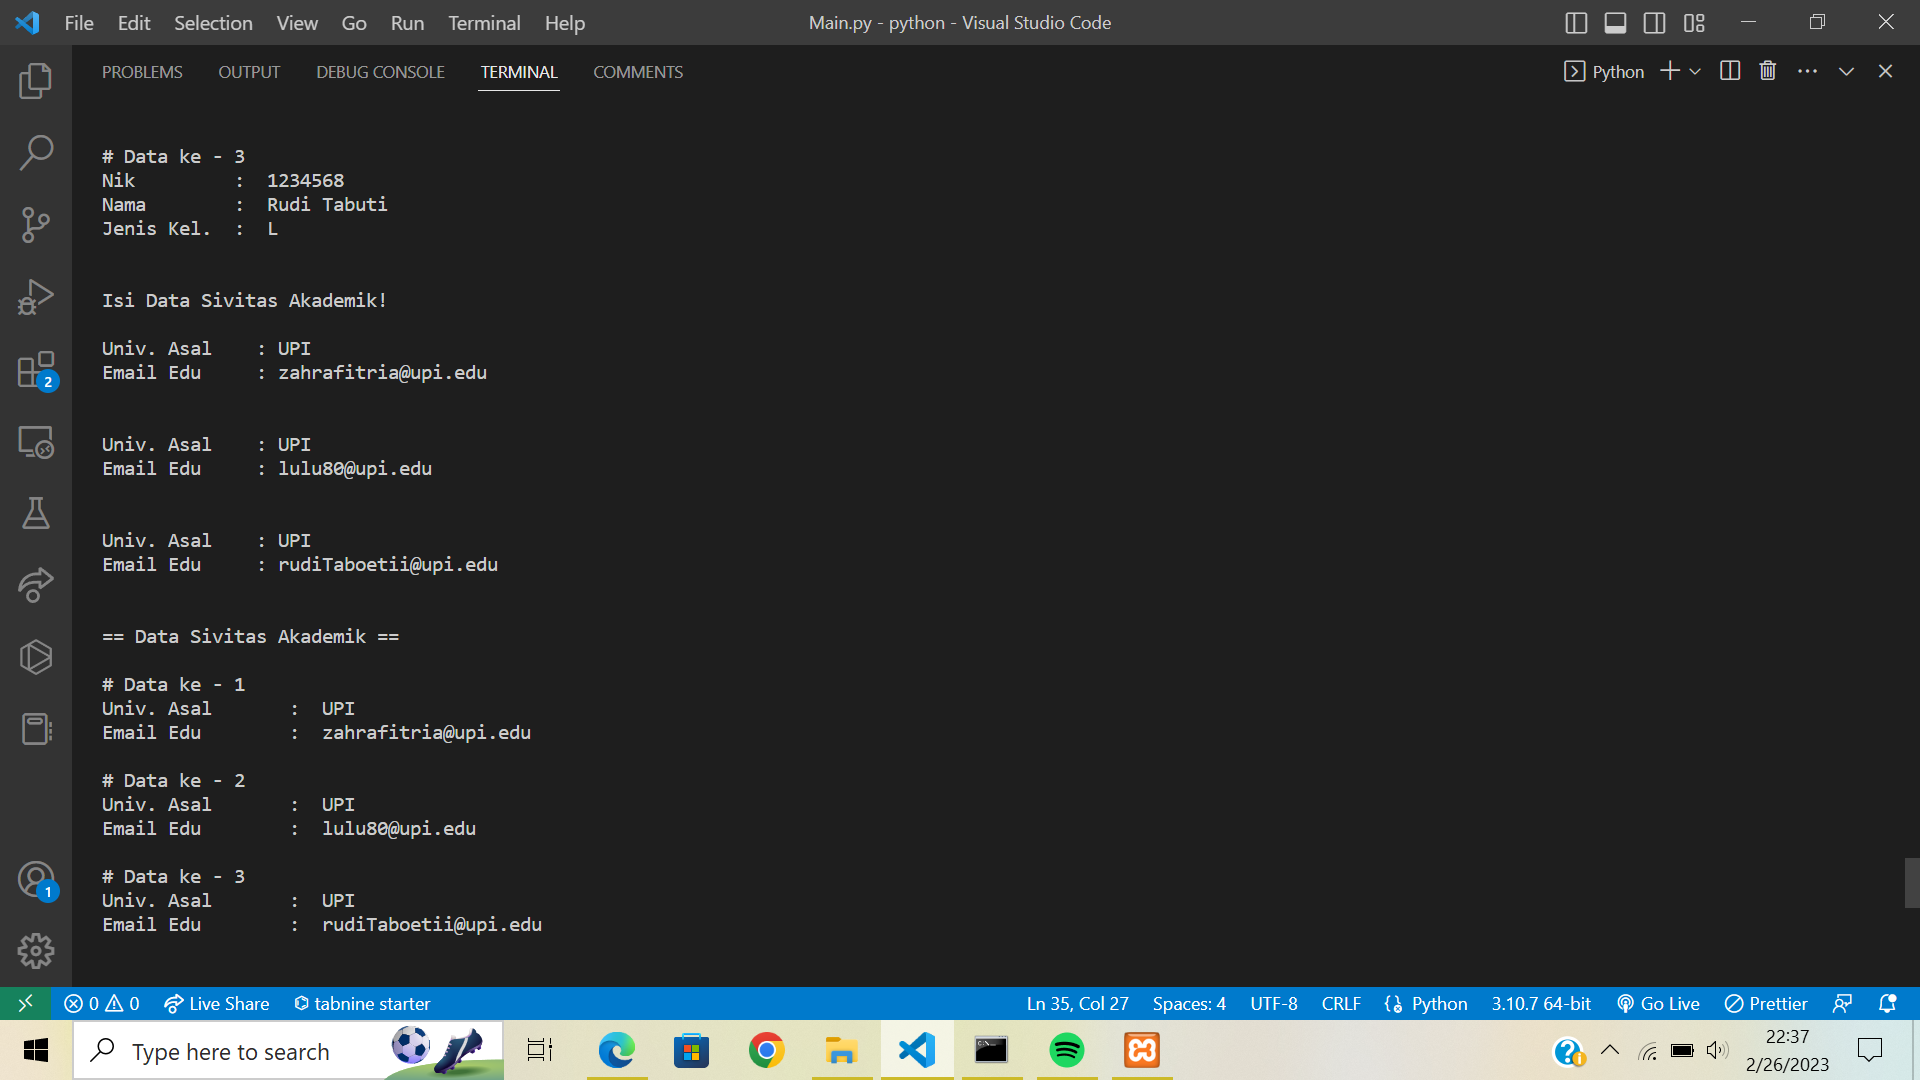 File Edit Selection View Go Run Terminal Help Main.py - python - Visual Studio Code
PROBLEMS OUTPUT DEBUG CONSOLE TERMINAL COMMENTS Python
# Data ke - 3
Nik : 1234568
Nama : Rudi Tabuti
Jenis Kel. : L
Isi Data Sivitas Akademik!
Univ. Asal : UPI
Email Edu : zahrafitria@upi.edu
Univ. Asal : UPI
Email Edu : lulu80@upi.edu
Univ. Asal : UPI
Email Edu : rudiTaboetii@upi.edu
== Data Sivitas Akademik ==
# Data ke - 1
Univ. Asal : UPI
Email Edu : zahrafitria@upi.edu
# Data ke - 2
Univ. Asal : UPI
Email Edu : lulu80@upi.edu
# Data ke - 3
Univ. Asal : UPI
Email Edu : rudiTaboetii@upi.edu
2
1
0 0 Live Share tabnine starter Ln 35, Col 27 Spaces: 4 UTF-8 CRLF Python 3.10.7 64-bit Go Live Prettier
Type here to search
22:37
2/26/2023